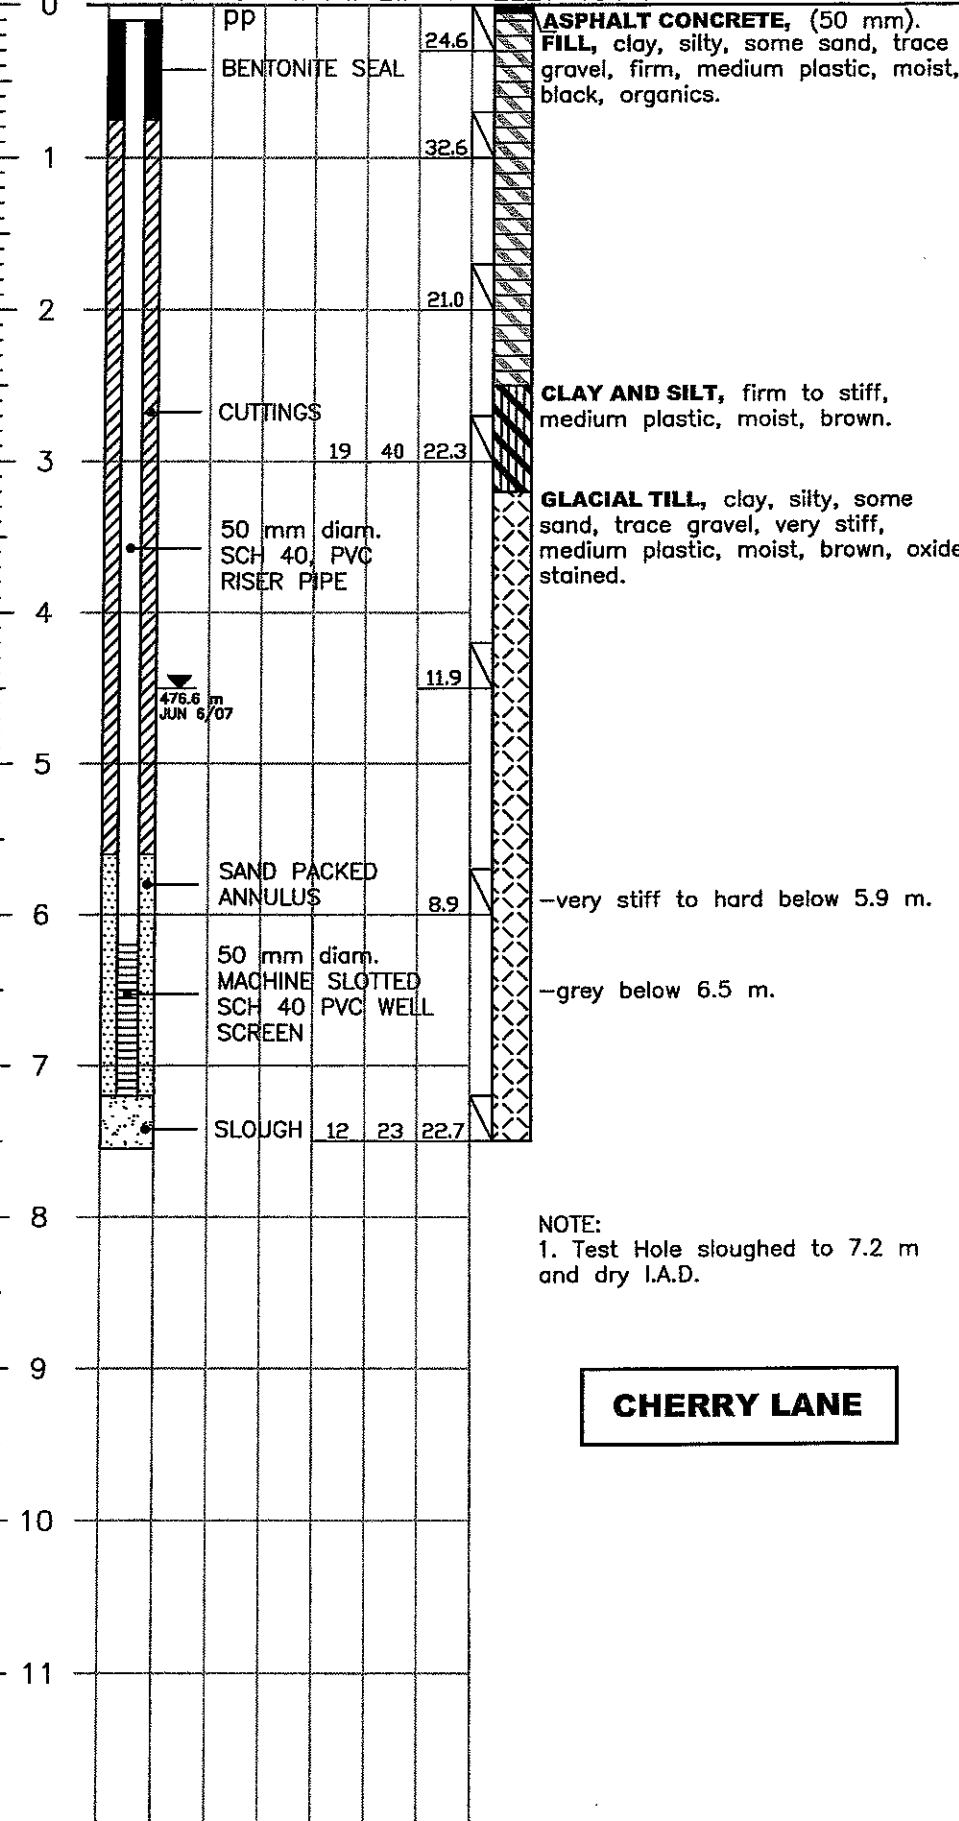 0
pp
24.6
ASPHALT CONCRETE, (50 mm).
FILL, clay, silty, some sand, trace
gravel, firm, medium plastic, moist,
black, organics.
BENTONITE SEAL
1
32.6
2
21.0
CLAY AND SILT, firm to stiff,
medium plastic, moist, brown.
CUTTINGS
3
19 40 22.3
GLACIAL TILL, clay, silty, some
sand, trace gravel, very stiff,
medium plastic, moist, brown, oxide
stained.
50 mm diam.
SCH 40, PVC
RISER PIPE
4
11.9
476.6 m
JUN 6/07
5
SAND PACKED
ANNULUS
8.9
-very stiff to hard below 5.9 m.
6
50 mm diam.
MACHINE SLOTTED
SCH 40 PVC WELL
SCREEN
-grey below 6.5 m.
7
SLOUGH 12 23 22.7
8
NOTE:
1. Test Hole sloughed to 7.2 m
and dry I.A.D.
9
CHERRY LANE
10
11